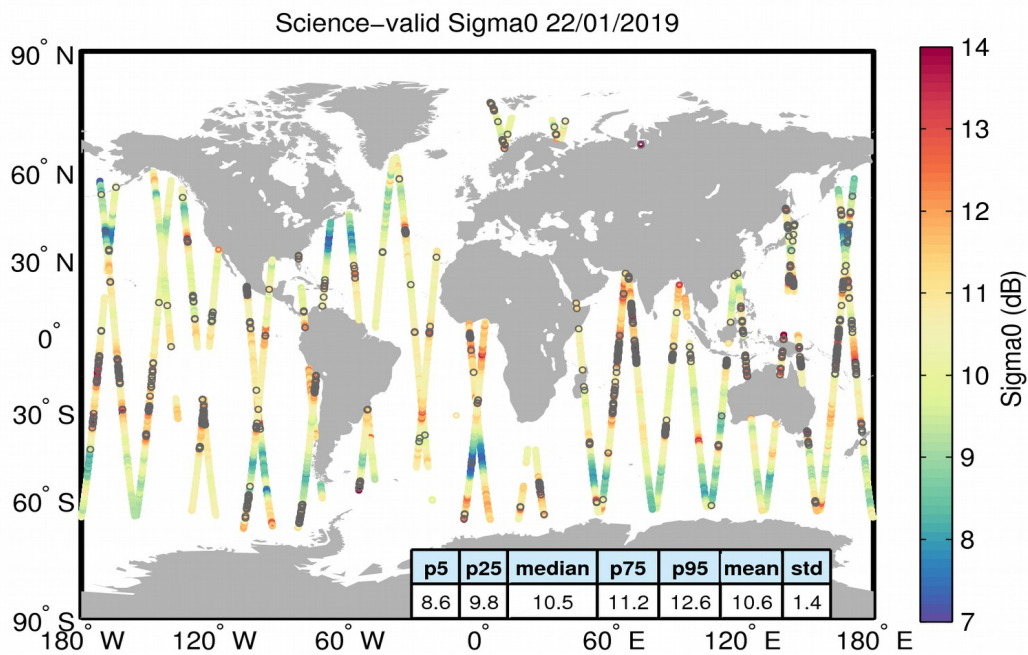 Science–valid Sigma0 22/01/2019
90° N
60° N
30° N
0°
30° S
60° S
90° S
180° W
120° W
60° W
0°
60° E
120° E
180° E
p5 p25 median p75 p95 mean std
8.6 9.8 10.5 11.2 12.6 10.6 1.4
14
13
12
11
10
9
8
7
Sigma0 (dB)